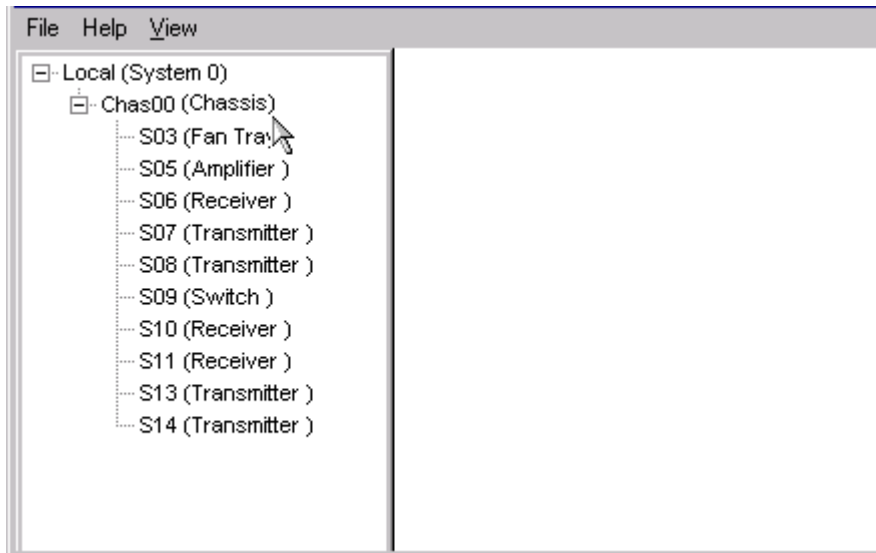 File Help View
Local (System 0)
Chas00 (Chassis)
S03 (Fan Tray
S05 (Amplifier )
S06 (Receiver )
S07 (Transmitter )
S08 (Transmitter )
S09 (Switch )
S10 (Receiver )
S11 (Receiver )
S13 (Transmitter )
S14 (Transmitter )